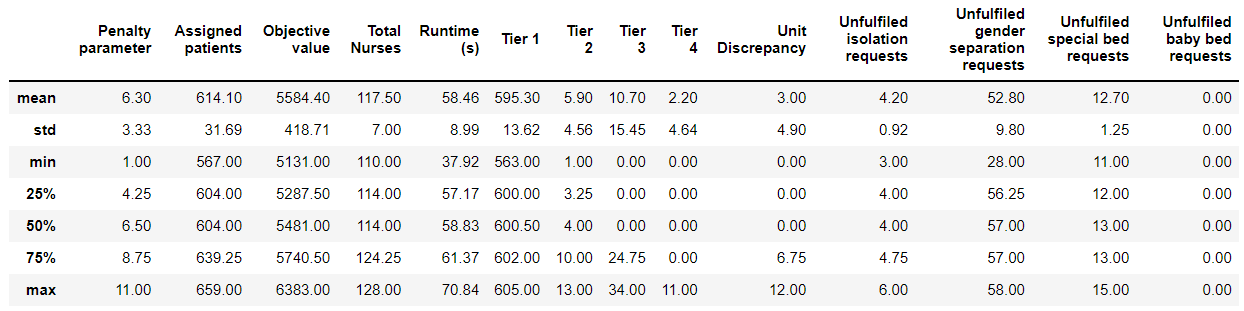 Penalty parameter Assigned patients Objective value Total Nurses Runtime (s) Tier 1 Tier 2 Tier 3 Tier 4 Unit Discrepancy Unfulfiled isolation requests Unfulfiled gender separation requests Unfulfiled special bed requests Unfulfiled baby bed requests
mean 6.30 614.10 5584.40 117.50 58.46 595.30 5.90 10.70 2.20 3.00 4.20 52.80 12.70 0.00
std 3.33 31.69 418.71 7.00 8.99 13.62 4.56 15.45 4.64 4.90 0.92 9.80 1.25 0.00
min 1.00 567.00 5131.00 110.00 37.92 563.00 1.00 0.00 0.00 0.00 3.00 28.00 11.00 0.00
25% 4.25 604.00 5287.50 114.00 57.17 600.00 3.25 0.00 0.00 0.00 4.00 56.25 12.00 0.00
50% 6.50 604.00 5481.00 114.00 58.83 600.50 4.00 0.00 0.00 0.00 4.00 57.00 13.00 0.00
75% 8.75 639.25 5740.50 124.25 61.37 602.00 10.00 24.75 0.00 6.75 4.75 57.00 13.00 0.00
max 11.00 659.00 6383.00 128.00 70.84 605.00 13.00 34.00 11.00 12.00 6.00 58.00 15.00 0.00